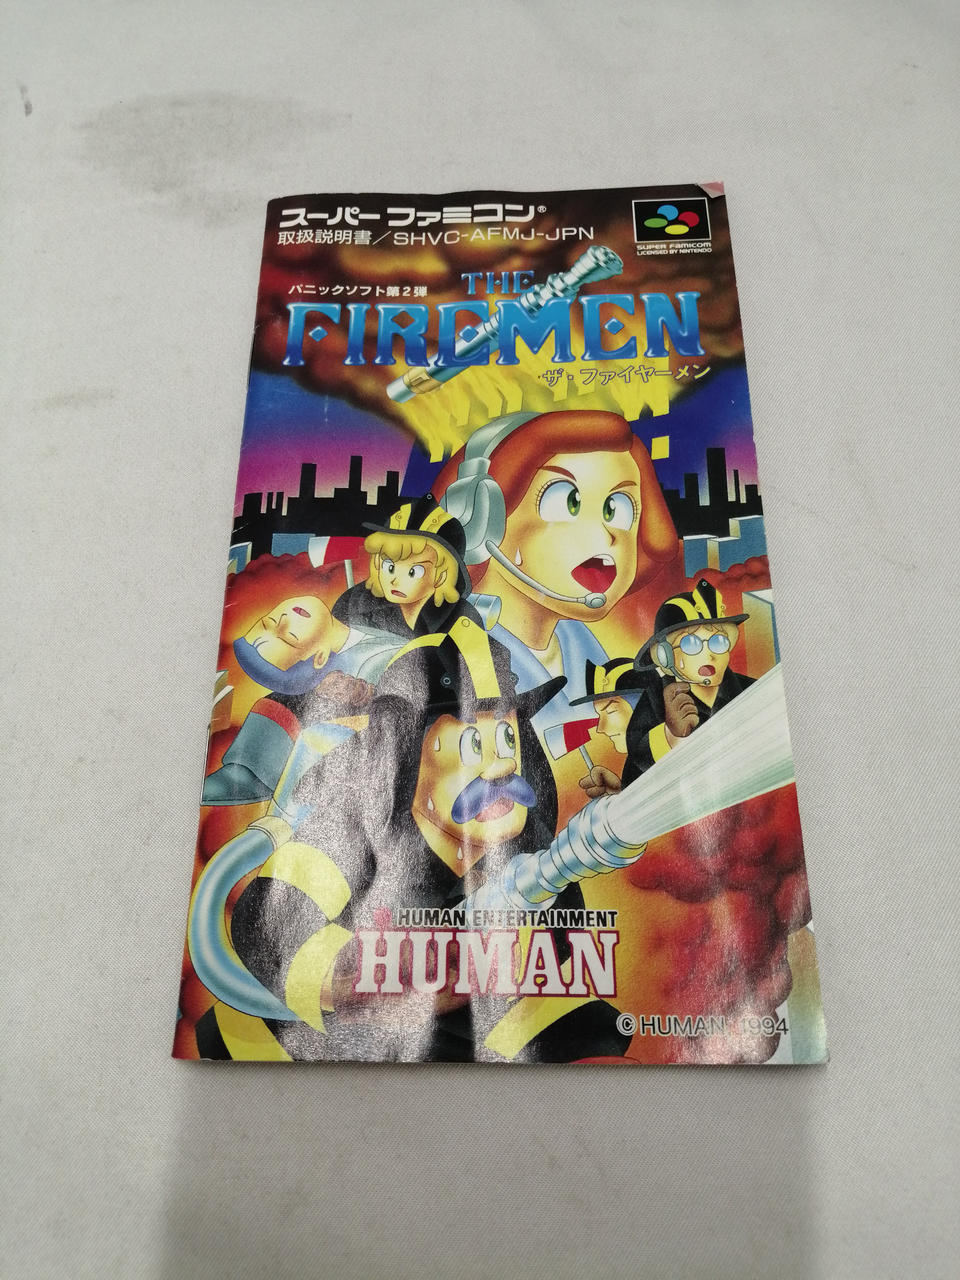 スーパーファミコン®
取扱説明書／SHVC-AFMJ-JPN
SUPER FAMICOM
LICENSED BY NINTENDO
パニックソフト第2弾
THE
FIREMEN
ザ・ファイヤーメン
HUMAN ENTERTAINMENT
HUMAN
© HUMAN 1994